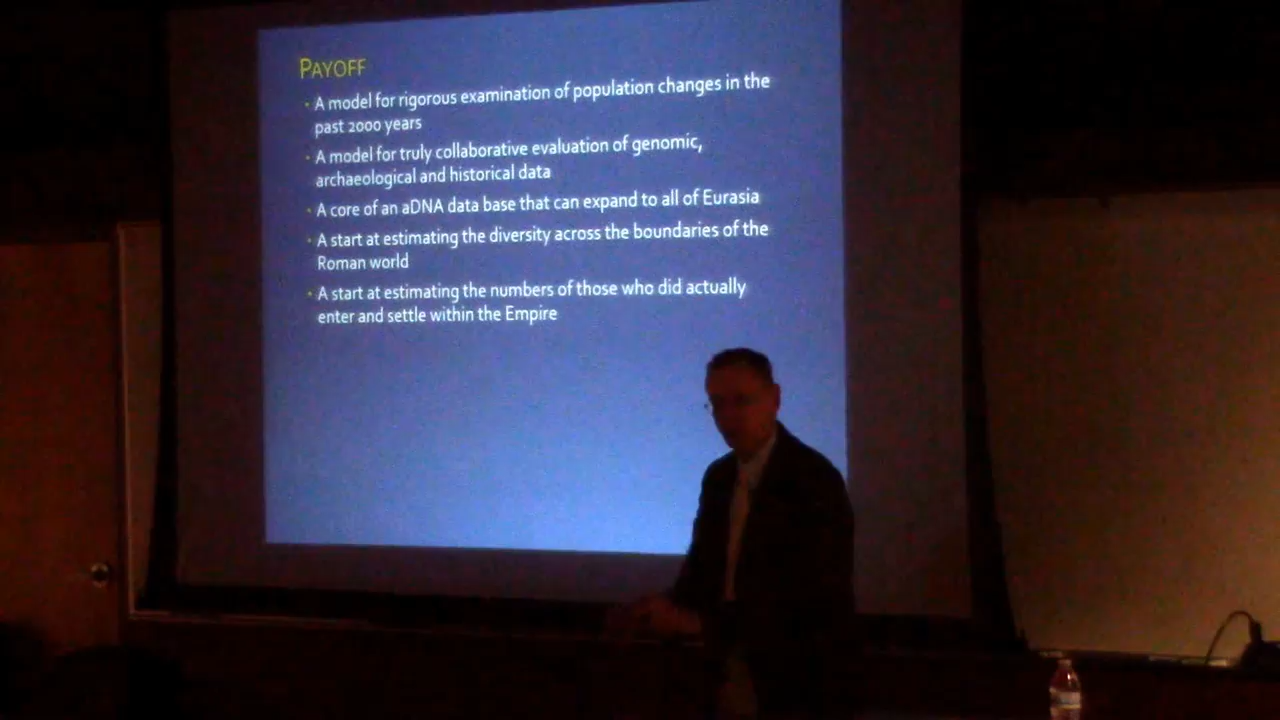 PAYOFF
• A model for rigorous examination of population changes in the
past 2000 years
• A model for truly collaborative evaluation of genomic,
archaeological and historical data
• A core of an aDNA data base that can expand to all of Eurasia
• A start at estimating the diversity across the boundaries of the
Roman world
• A start at estimating the numbers of those who did actually
enter and settle within the Empire